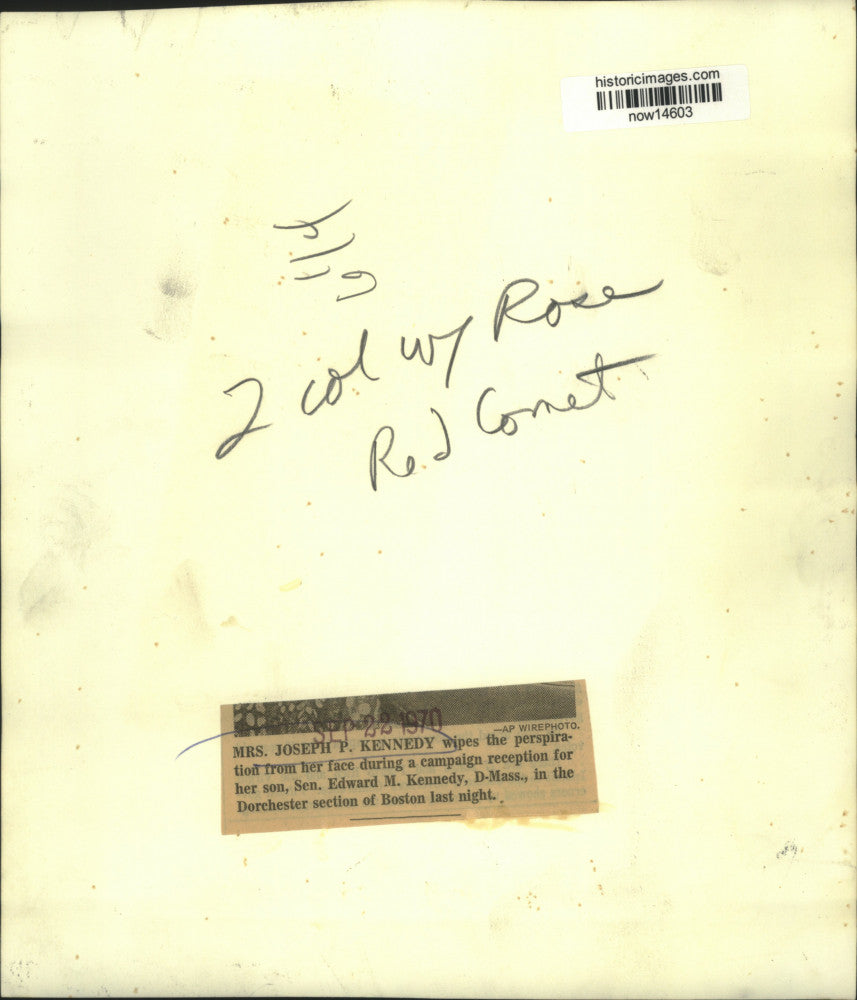 historicimages.com
now14603
2 col w/ Rose
Red Comet
SEP 22 1970
—AP WIREPHOTO.
MRS. JOSEPH P. KENNEDY wipes the perspira-
tion from her face during a campaign reception for
her son, Sen. Edward M. Kennedy, D-Mass., in the
Dorchester section of Boston last night.